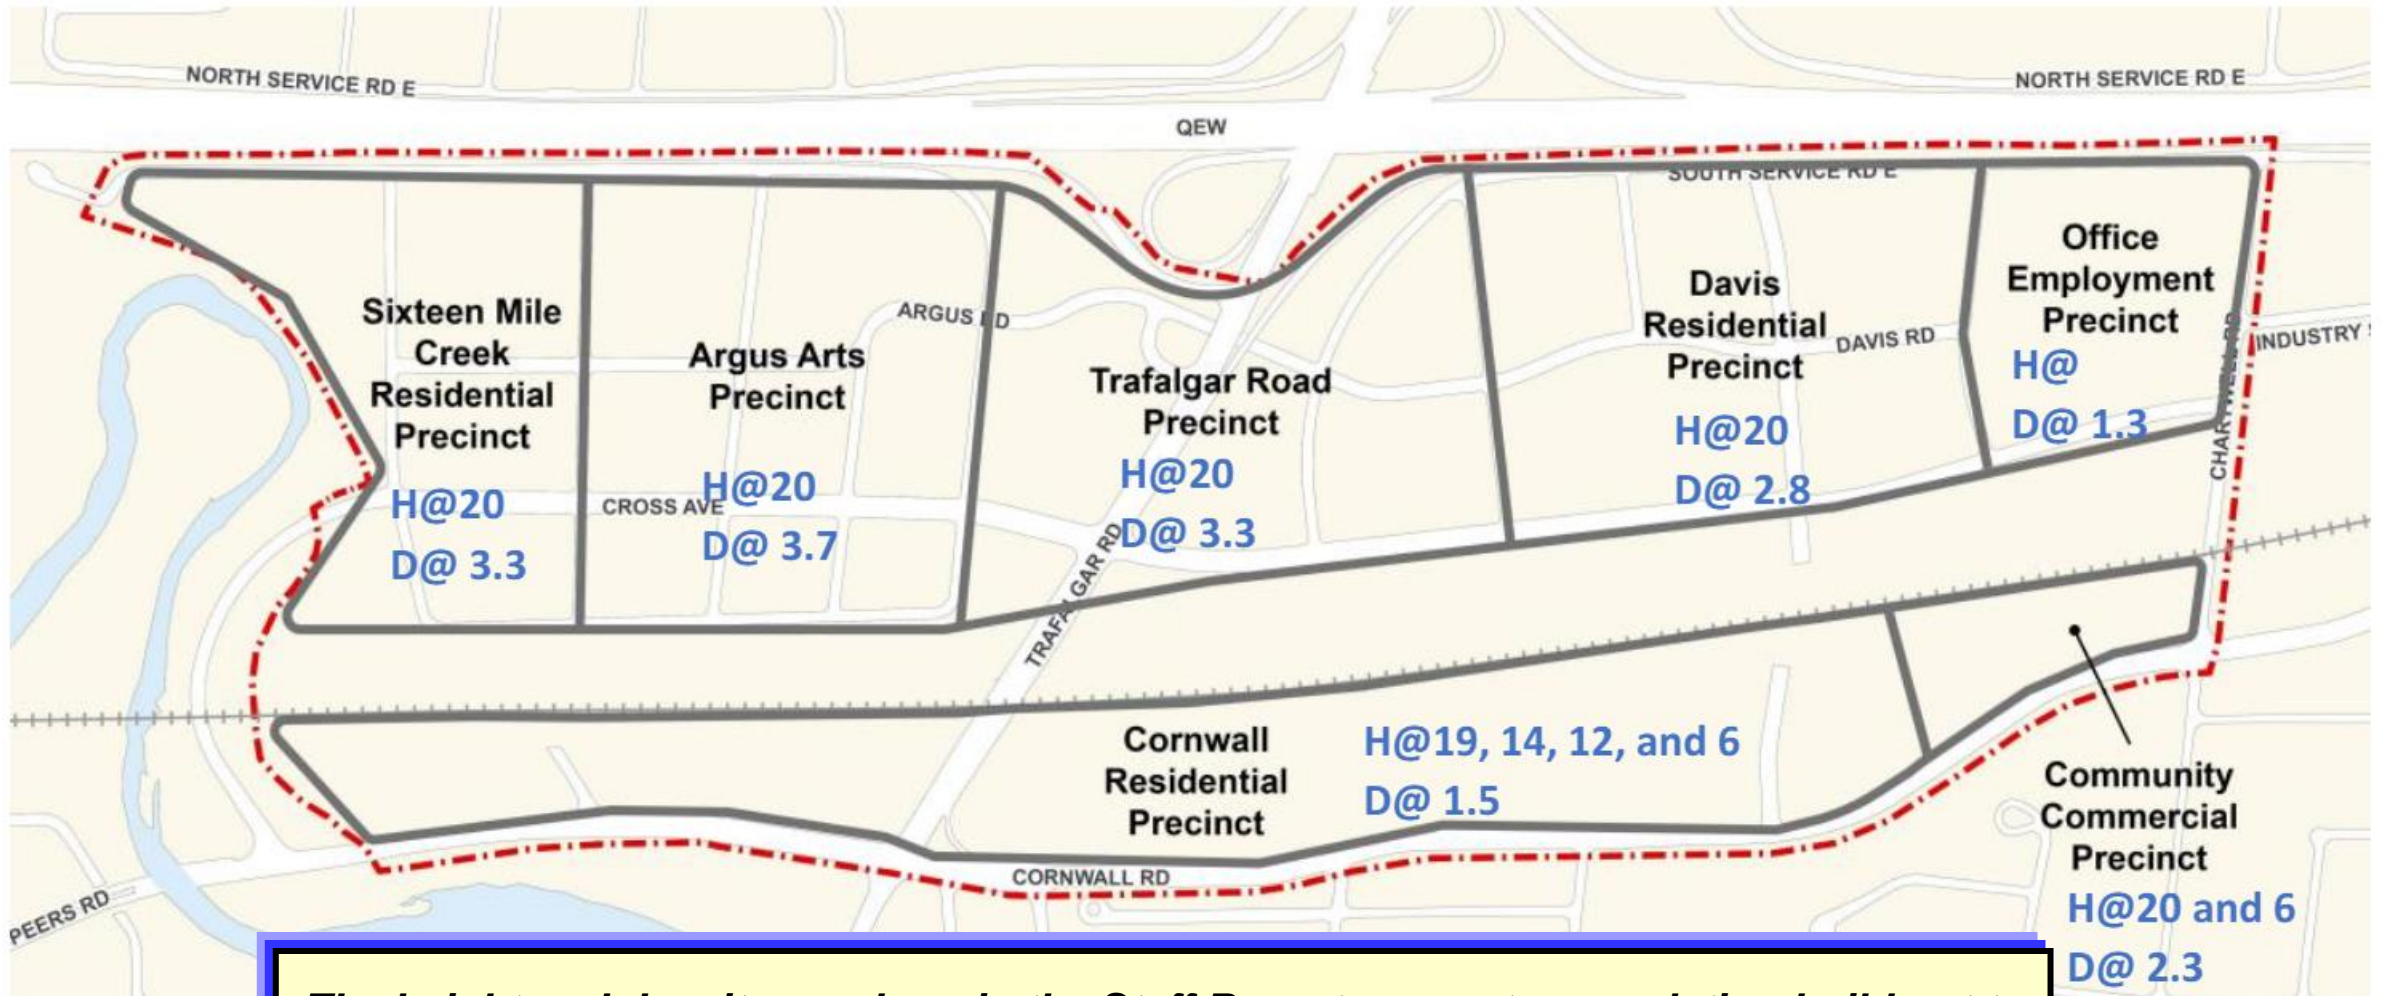 NORTH SERVICE RD E
NORTH SERVICE RD E
QEW
SOUTH SERVICE RD E
Sixteen Mile
Creek
Residential
Precinct
H@20
D@ 3.3
Argus Arts
Precinct
H@20
D@ 3.7
CROSS AVE
ARGUS RD
Trafalgar Road
Precinct
H@20
D@ 3.3
TRAFALGAR RD
Davis
Residential
Precinct
H@20
D@ 2.8
DAVIS RD
Office
Employment
Precinct
H@
D@ 1.3
CHARTWELL RD
INDUSTRY
Cornwall
Residential
Precinct
H@19, 14, 12, and 6
D@ 1.5
CORNWALL RD
Community
Commercial
Precinct
H@20 and 6
D@ 2.3
SPEERS RD